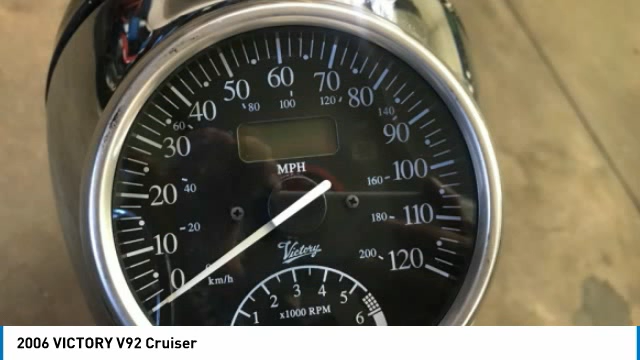 50 60 70
40 80
80 100 120
60 140
30 90
MPH
20 40 160 100
20 180 110
10 200 120
0 km/h
Victory
1 2 3 4 5 6
x1000 RPM
2006 VICTORY V92 Cruiser